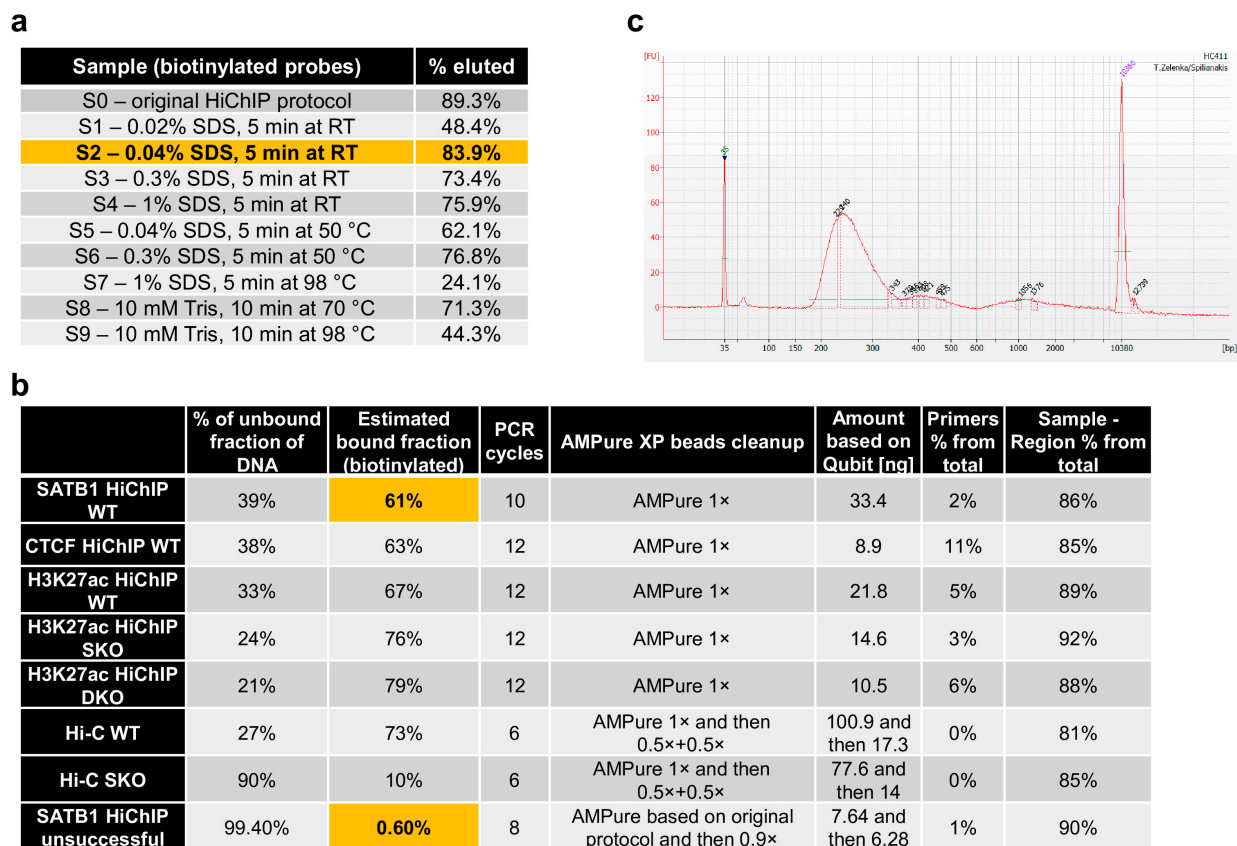 a
Sample (biotinylated probes) % eluted
S0 – original HiChIP protocol 89.3%
S1 – 0.02% SDS, 5 min at RT 48.4%
S2 – 0.04% SDS, 5 min at RT 83.9%
S3 – 0.3% SDS, 5 min at RT 73.4%
S4 – 1% SDS, 5 min at RT 75.9%
S5 – 0.04% SDS, 5 min at 50 °C 62.1%
S6 – 0.3% SDS, 5 min at 50 °C 76.8%
S7 – 1% SDS, 5 min at 98 °C 24.1%
S8 – 10 mM Tris, 10 min at 70 °C 71.3%
S9 – 10 mM Tris, 10 min at 98 °C 44.3%
c
[FU]
HC411
T.Zelenka/Spilianakis
120
100
80
60
40
20
0
35
240
343
1056
1376
10380
12799
35 100 150 200 300 400 500 600 1000 2000 10380 [bp]
b
% of unbound
fraction of
DNA
Estimated
bound fraction
(biotinylated)
PCR
cycles
AMPure XP beads cleanup
Amount
based on
Qubit [ng]
Primers
% from
total
Sample -
Region % from
total
SATB1 HiChIP
WT
39% 61% 10 AMPure 1× 33.4 2% 86%
CTCF HiChIP WT 38% 63% 12 AMPure 1× 8.9 11% 85%
H3K27ac HiChIP
WT
33% 67% 12 AMPure 1× 21.8 5% 89%
H3K27ac HiChIP
SKO
24% 76% 12 AMPure 1× 14.6 3% 92%
H3K27ac HiChIP
DKO
21% 79% 12 AMPure 1× 10.5 6% 88%
Hi-C WT 27% 73% 6
AMPure 1× and then
0.5×+0.5×
100.9 and
then 17.3
0% 81%
Hi-C SKO 90% 10% 6
AMPure 1× and then
0.5×+0.5×
77.6 and
then 14
0% 85%
SATB1 HiChIP
unsuccessful
99.40% 0.60% 8
AMPure based on original
protocol and then 0.9×
7.64 and
then 6.28
1% 90%